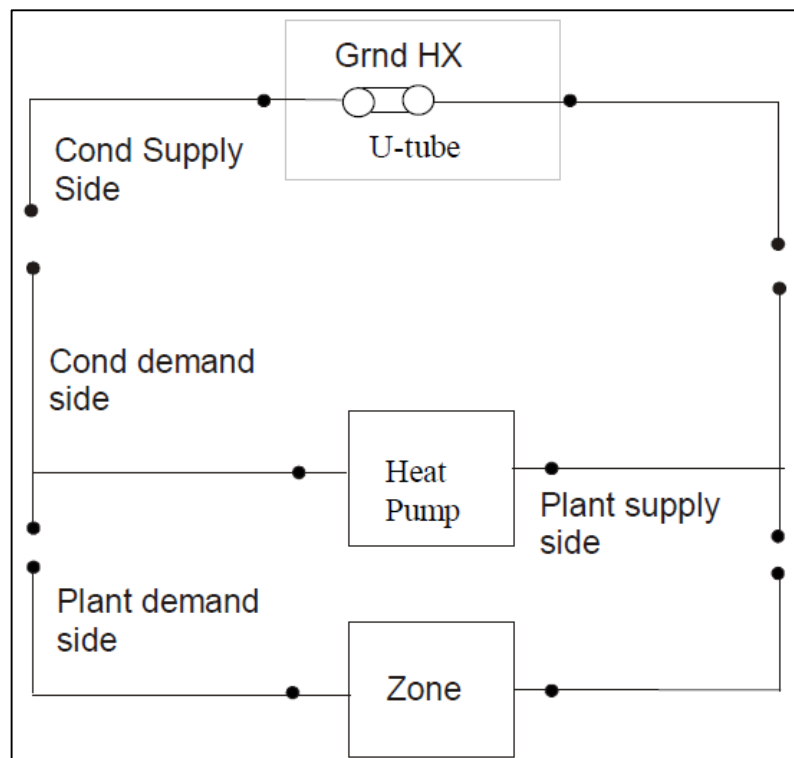 Grnd HX
U-tube
Cond Supply
Side
Cond demand
side
Heat
Pump
Plant supply
side
Plant demand
side
Zone